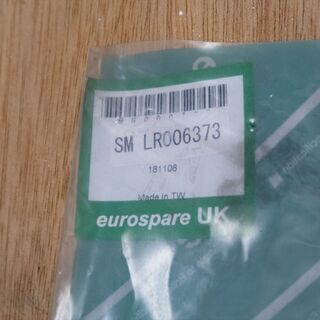 SM LR006373
181108
Made in TW
eurospare UK